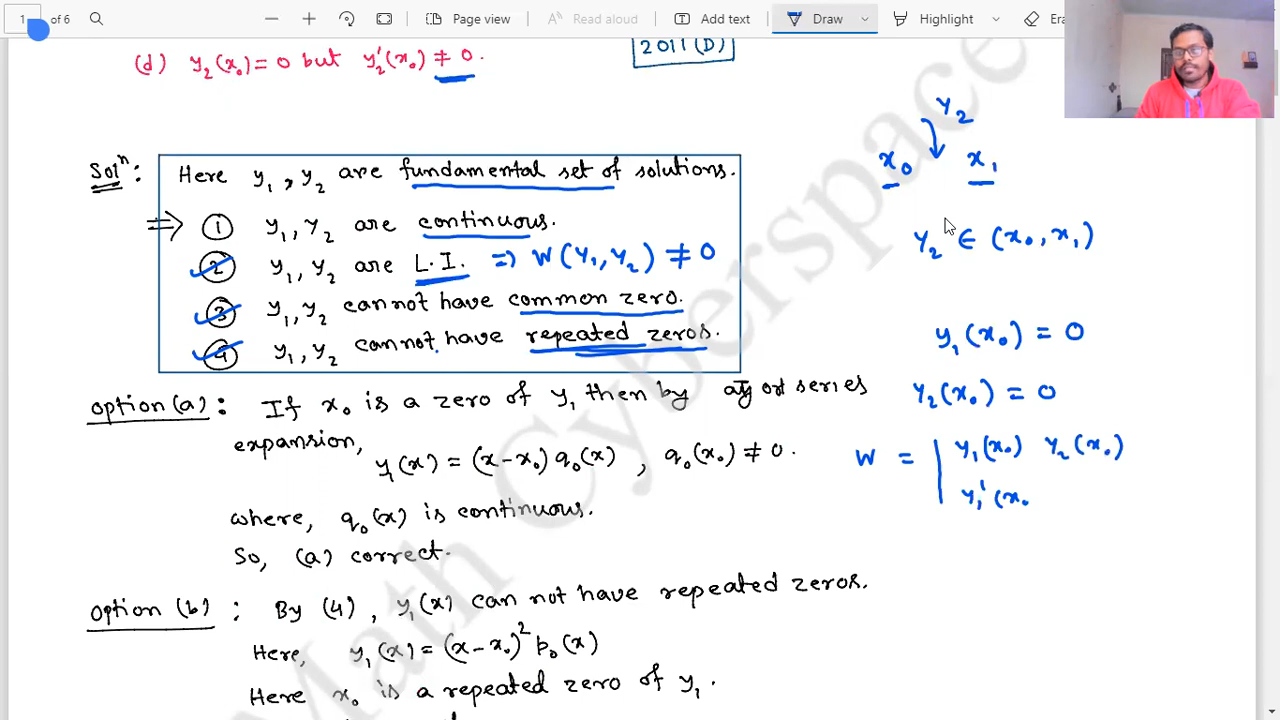 1 of 6 Page view Read aloud Add text Draw Highlight
(d) y₂(x₀) = 0 but y₂'(x₀) ≠ 0.
2011(D)
Solⁿ: Here y₁, y₂ are fundamental set of solutions.
⇒ ① y₁, y₂ are continuous.
② y₁, y₂ are L.I. ⇒ W(y₁, y₂) ≠ 0
③ y₁, y₂ cannot have common zero.
④ y₁, y₂ cannot have repeated zeros.
option (a): If x₀ is a zero of y₁ then by series
expansion,
y₁(x) = (x-x₀) q₀(x), q₀(x₀) ≠ 0.
where, q₀(x) is continuous.
So, (a) correct.
option (b): By (4), y₁(x) can not have repeated zeros.
Here, y₁(x) = (x-x₀)² p₀(x)
Here x₀ is a repeated zero of y₁.
y₂
x₀ x₁
y₂ ∈ (x₀, x₁)
y₁(x₀) = 0
y₂(x₀) = 0
W = | y₁(x₀) y₂(x₀)
y₁'(x₀
Math Cyberspace